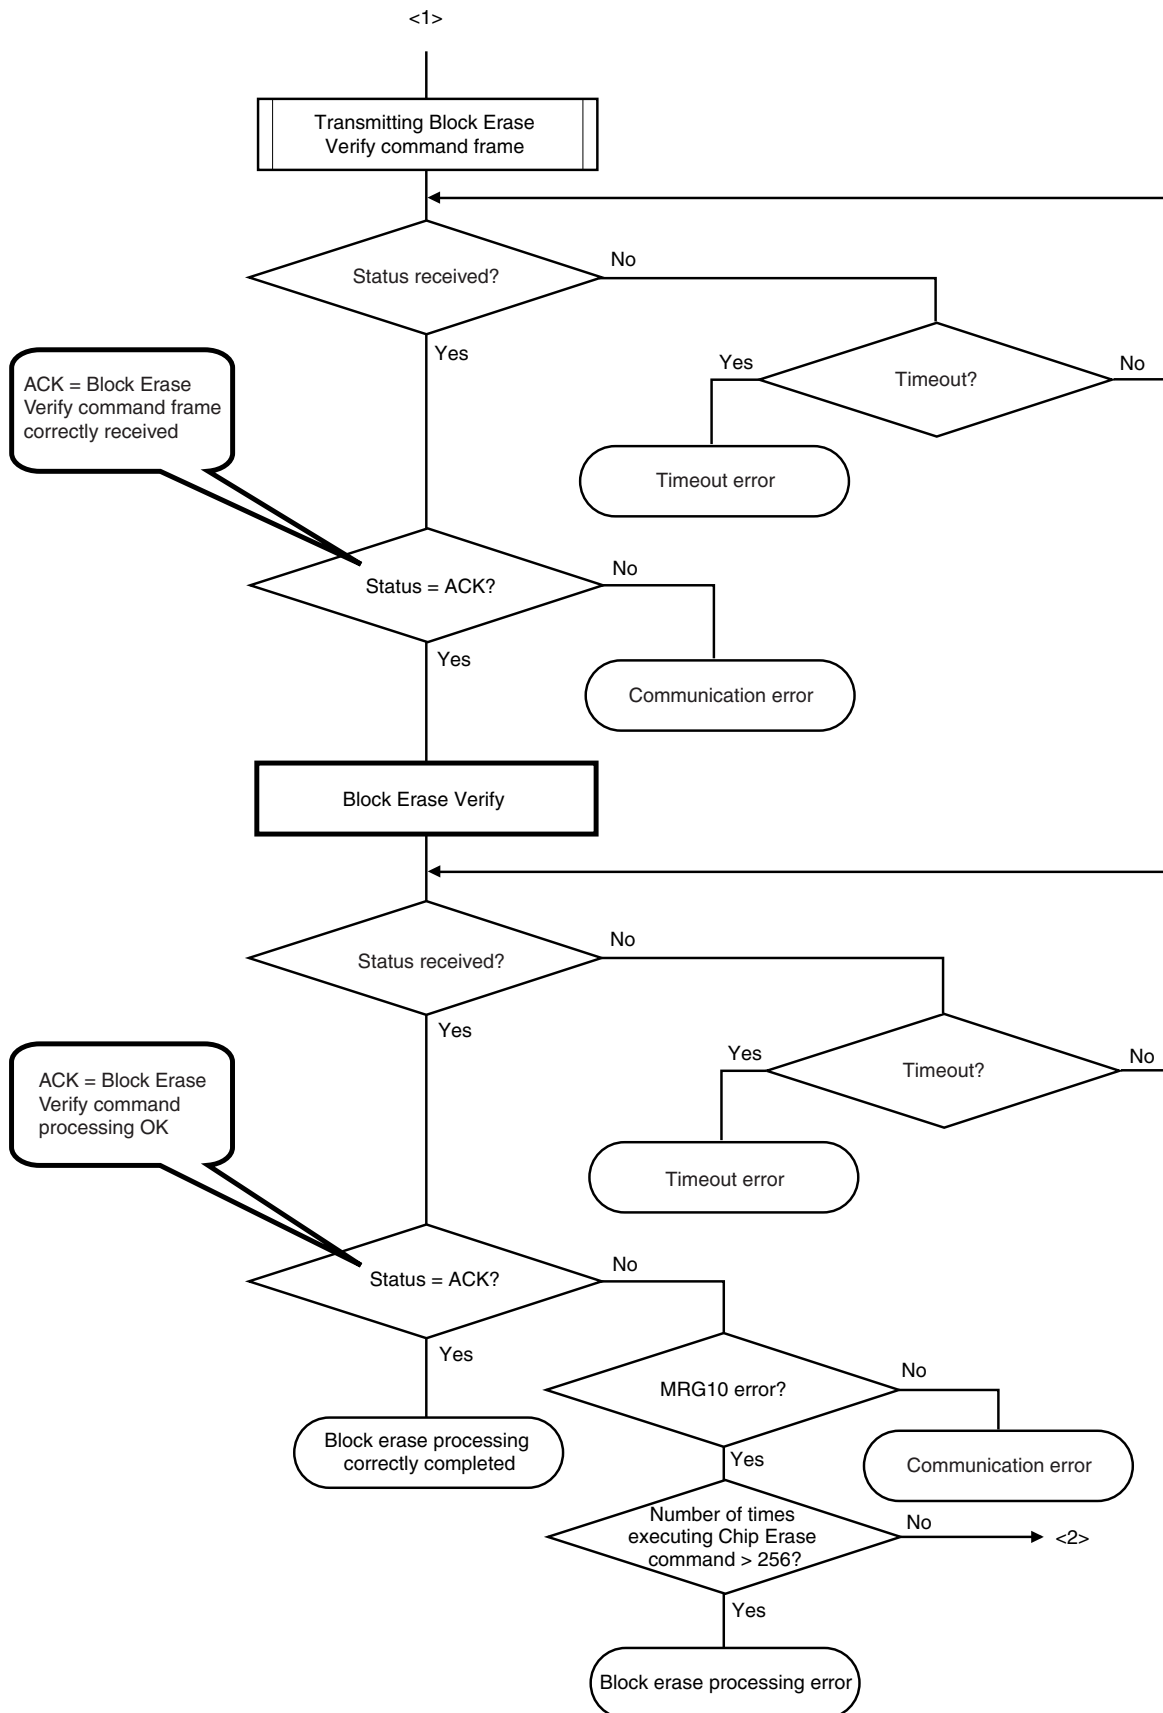 <1>
Transmitting Block Erase
Verify command frame
Status received?
No
Yes
Timeout?
Yes
No
Timeout error
ACK = Block Erase
Verify command frame
correctly received
Status = ACK?
No
Yes
Communication error
Block Erase Verify
Status received?
No
Yes
Timeout?
Yes
No
Timeout error
ACK = Block Erase
Verify command
processing OK
Status = ACK?
No
Yes
Block erase processing
correctly completed
MRG10 error?
No
Yes
Communication error
Number of times
executing Chip Erase
command > 256?
No
<2>
Yes
Block erase processing error